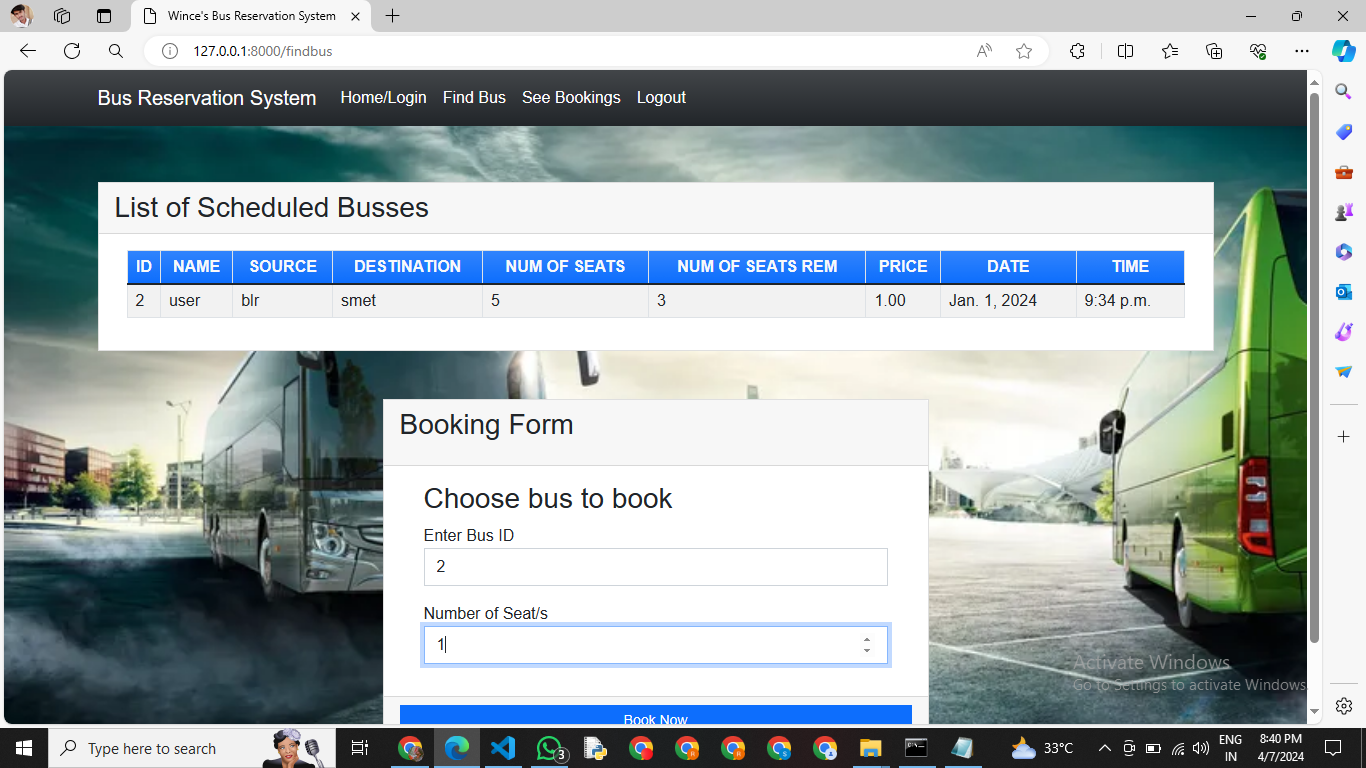 Wince's Bus Reservation System
127.0.0.1:8000/findbus
Bus Reservation System Home/Login Find Bus See Bookings Logout
List of Scheduled Busses
ID NAME SOURCE DESTINATION NUM OF SEATS NUM OF SEATS REM PRICE DATE TIME
2 user blr smet 5 3 1.00 Jan. 1, 2024 9:34 p.m.
Booking Form
Choose bus to book
Enter Bus ID
2
Number of Seat/s
1
Activate Windows
Go to Settings to activate Windows
Book Now
Type here to search
3
33°C
ENG
IN
8:40 PM
4/7/2024